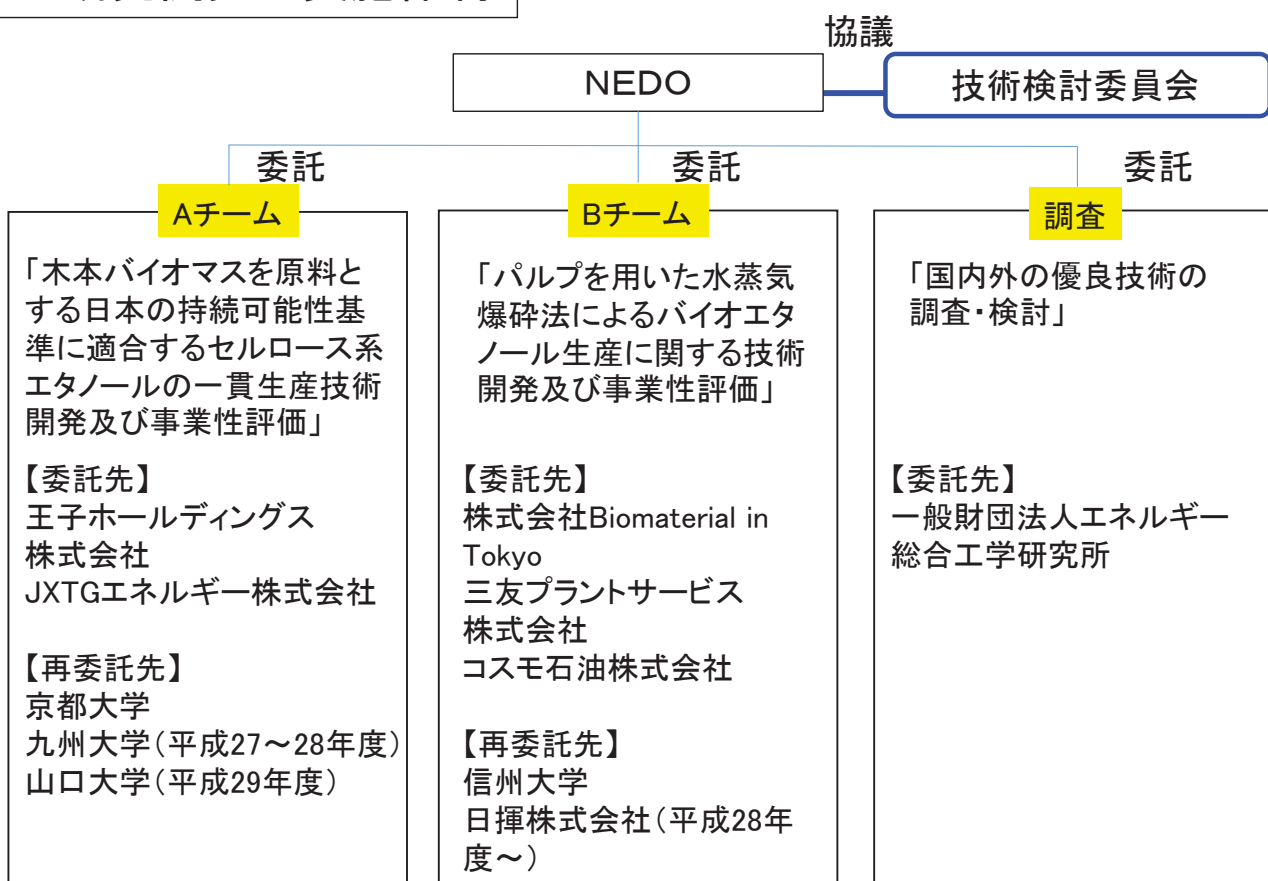 協議
NEDO
技術検討委員会
委託
委託
委託
Aチーム
「木本バイオマスを原料と
する日本の持続可能性基
準に適合するセルロース系
エタノールの一貫生産技術
開発及び事業性評価」
【委託先】
王子ホールディングス
株式会社
JXTGエネルギー株式会社
【再委託先】
京都大学
九州大学(平成27～28年度)
山口大学(平成29年度)
Bチーム
「パルプを用いた水蒸気
爆砕法によるバイオエタ
ノール生産に関する技術
開発及び事業性評価」
【委託先】
株式会社Biomaterial in
Tokyo
三友プラントサービス
株式会社
コスモ石油株式会社
【再委託先】
信州大学
日揮株式会社(平成28年
度～)
調査
「国内外の優良技術の
調査・検討」
【委託先】
一般財団法人エネルギー
総合工学研究所